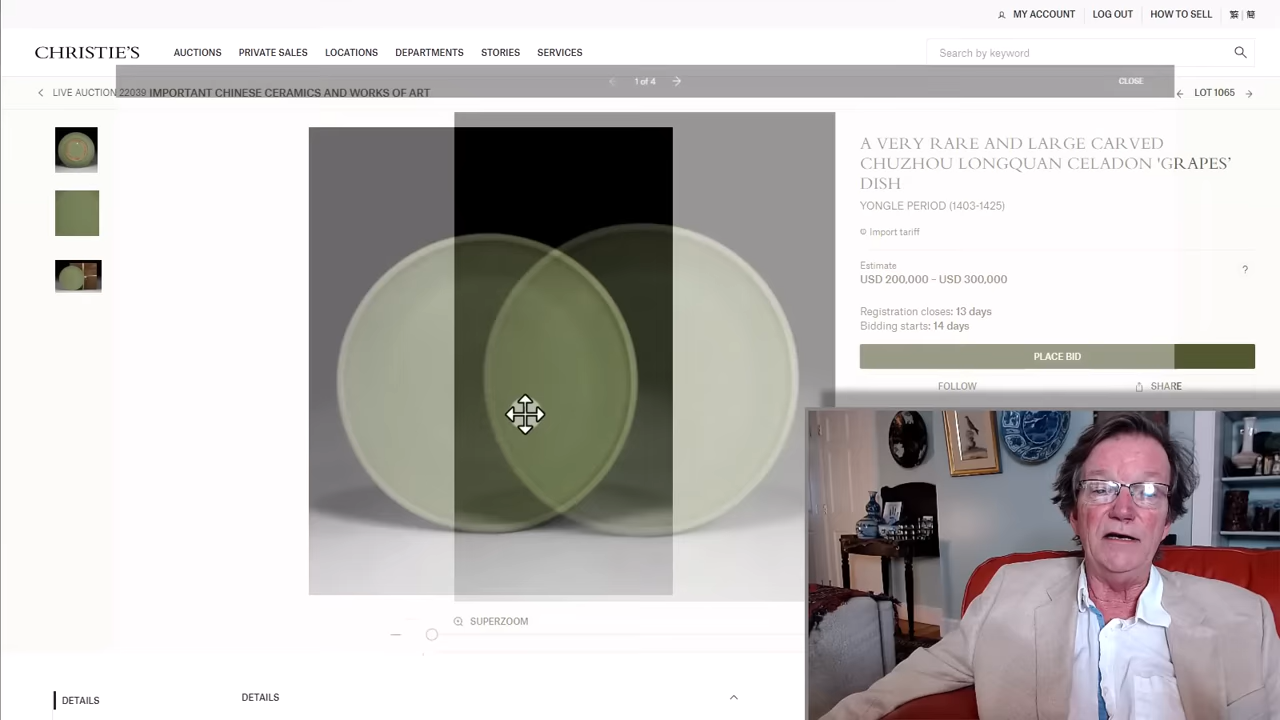 MY ACCOUNT
LOG OUT
HOW TO SELL
繁 | 簡
CHRISTIE'S
AUCTIONS
PRIVATE SALES
LOCATIONS
DEPARTMENTS
STORIES
SERVICES
Search by keyword
1 of 4
CLOSE
LIVE AUCTION 22039 IMPORTANT CHINESE CERAMICS AND WORKS OF ART
LOT 1065
A VERY RARE AND LARGE CARVED
CHUZHOU LONGQUAN CELADON 'GRAPES'
DISH
YONGLE PERIOD (1403-1425)
Import tariff
Estimate
?
USD 200,000 – USD 300,000
Registration closes: 13 days
Bidding starts: 14 days
PLACE BID
FOLLOW
SHARE
SUPERZOOM
DETAILS
DETAILS